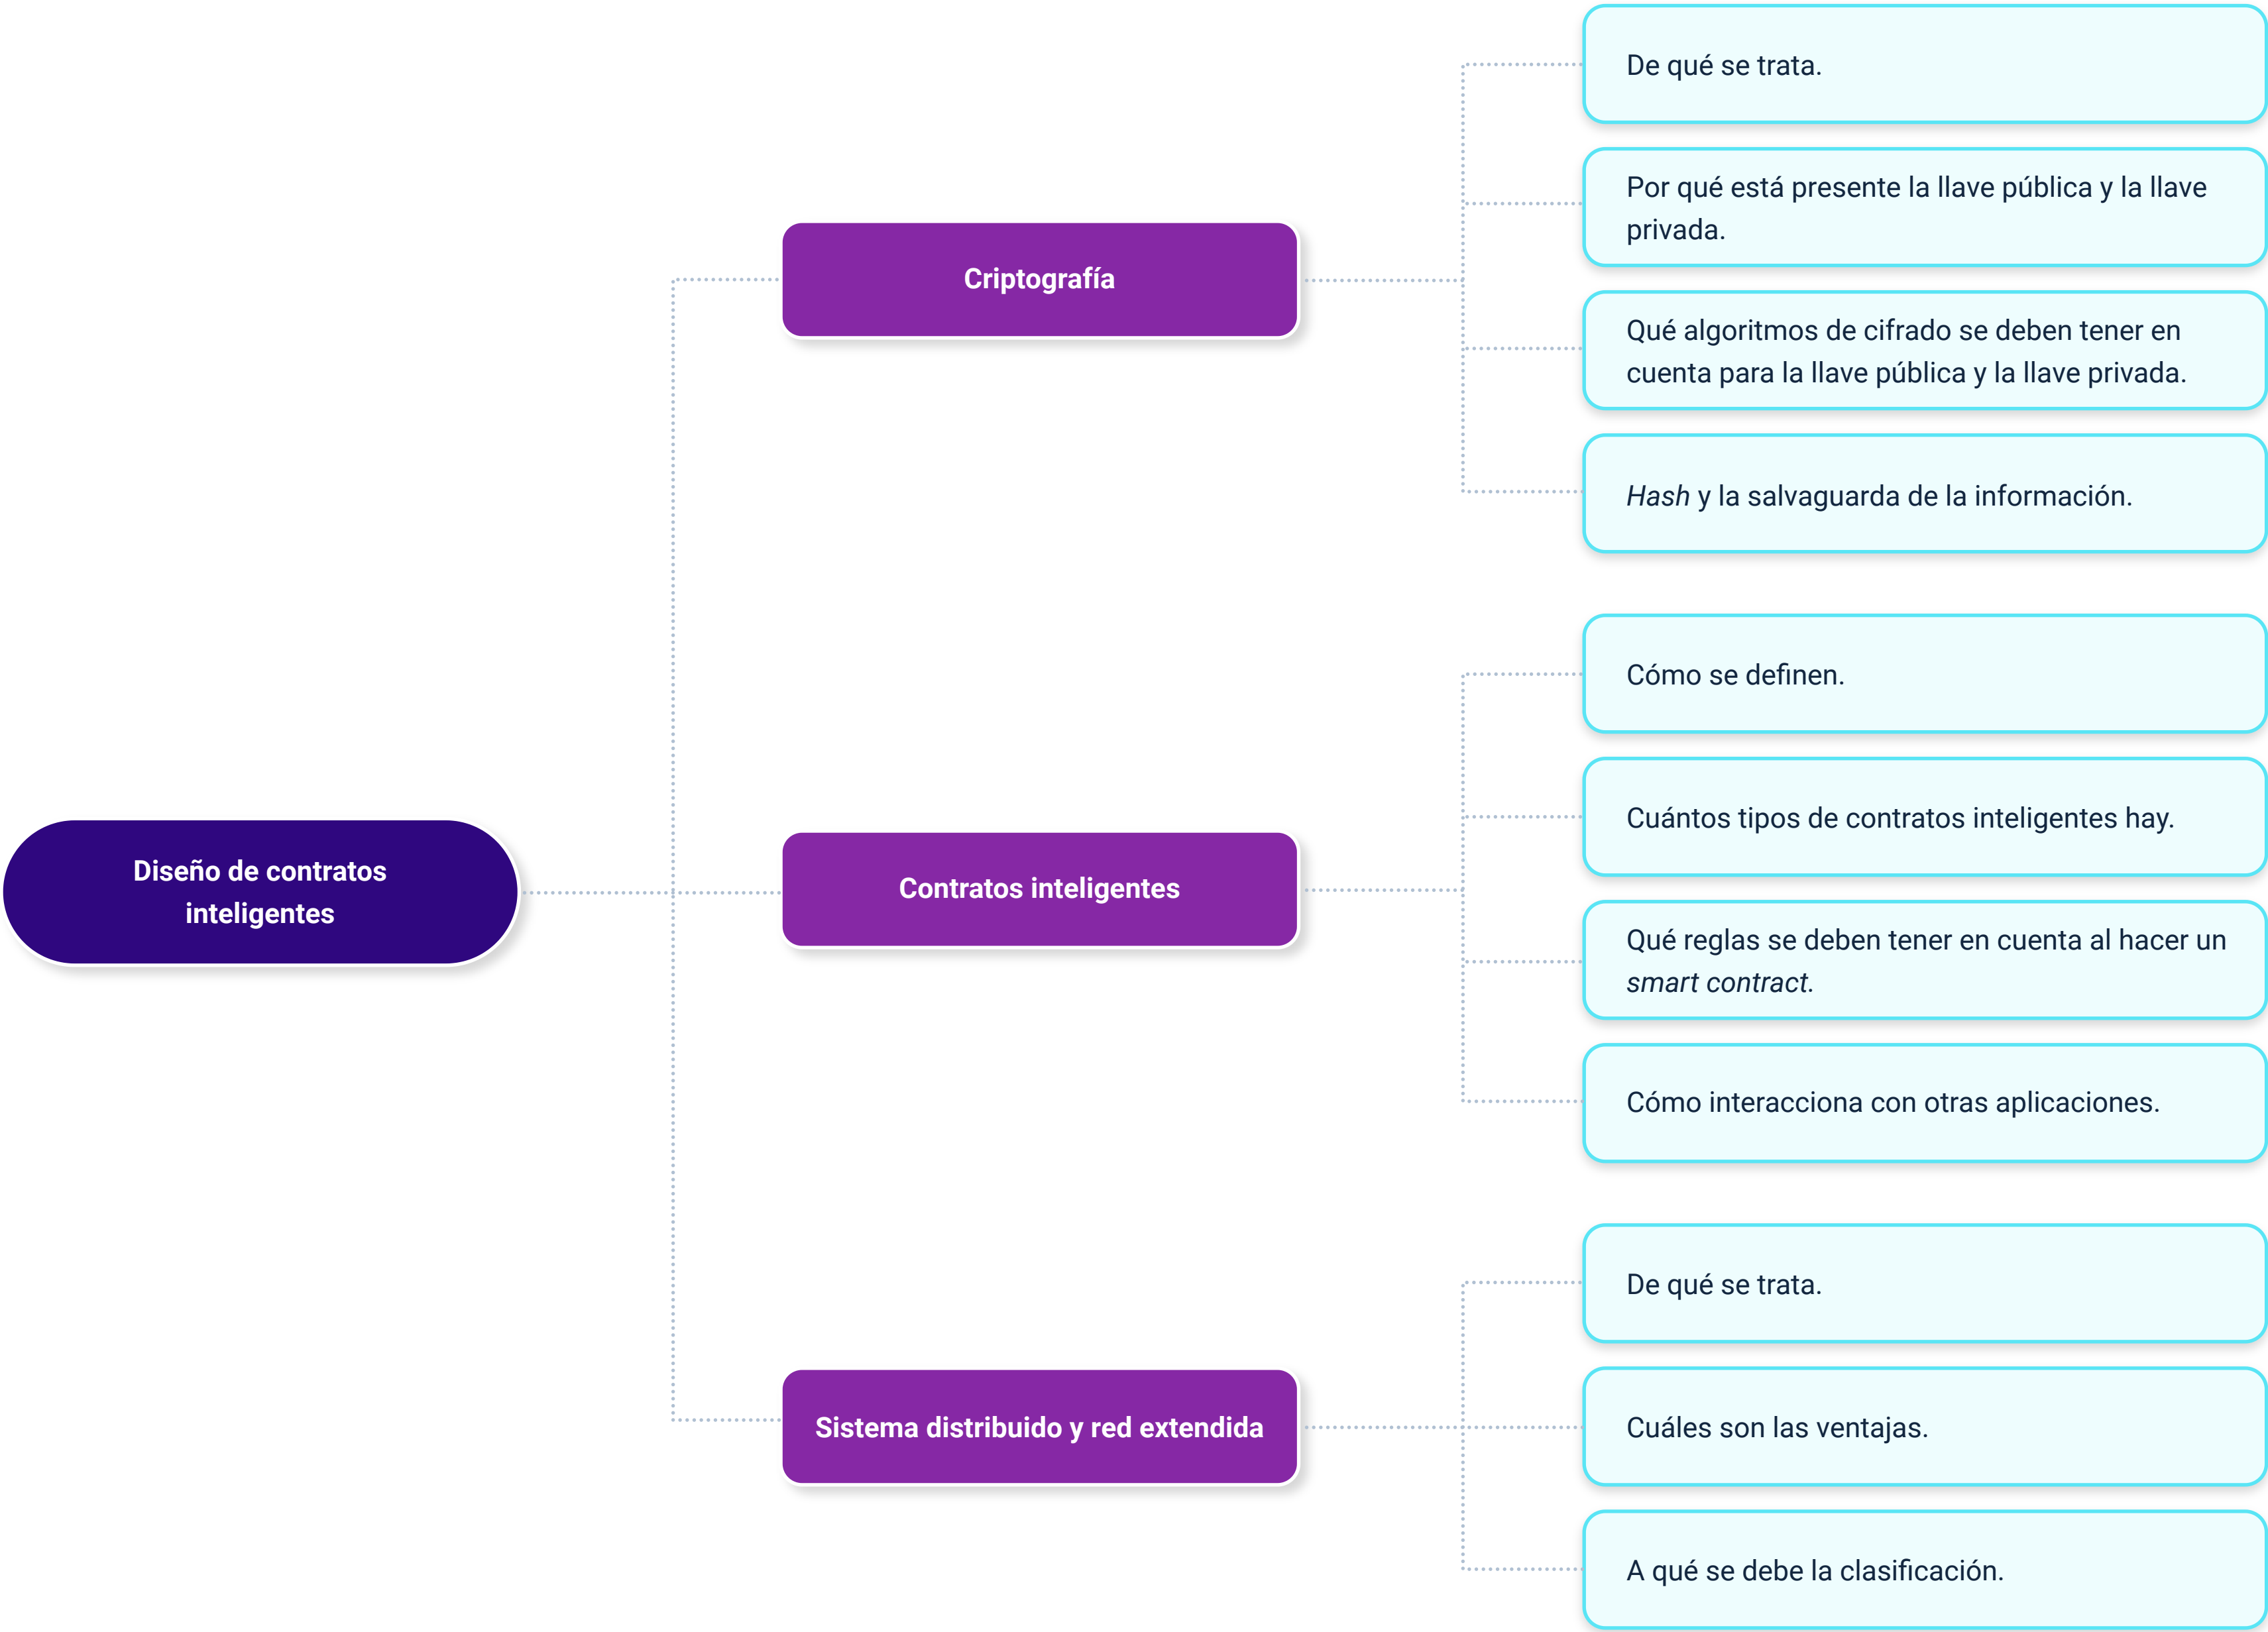 Diseño de contratos
inteligentes
Criptografía
De qué se trata.
Por qué está presente la llave pública y la llave
privada.
Qué algoritmos de cifrado se deben tener en
cuenta para la llave pública y la llave privada.
Hash y la salvaguarda de la información.
Contratos inteligentes
Cómo se definen.
Cuántos tipos de contratos inteligentes hay.
Qué reglas se deben tener en cuenta al hacer un
smart contract.
Cómo interacciona con otras aplicaciones.
Sistema distribuido y red extendida
De qué se trata.
Cuáles son las ventajas.
A qué se debe la clasificación.